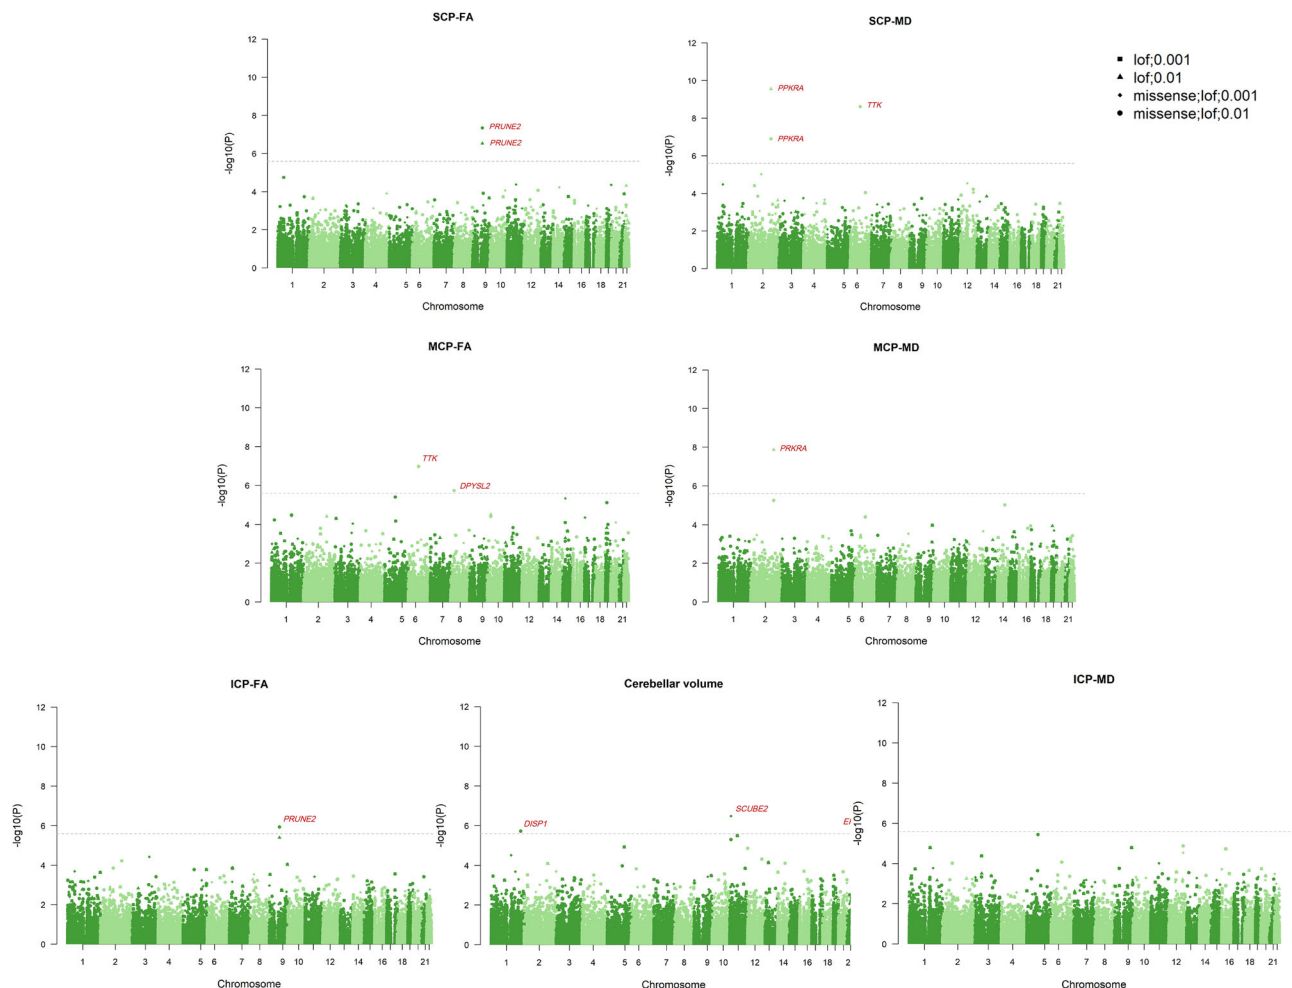 SCP-FA
12
10
8
6
4
2
0
-log10(P)
PRUNE2
PRUNE2
1 2 3 4 5 6 7 8 9 10 12 14 16 18 21
Chromosome
SCP-MD
12
10
8
6
4
2
0
-log10(P)
PPKRA
TTK
PPKRA
1 2 3 4 5 6 7 8 9 10 12 14 16 18 21
Chromosome
lof;0.001
lof;0.01
missense;lof;0.001
missense;lof;0.01
MCP-FA
12
10
8
6
4
2
0
-log10(P)
TTK
DPYSL2
1 2 3 4 5 6 7 8 9 10 12 14 16 18 21
Chromosome
MCP-MD
12
10
8
6
4
2
0
-log10(P)
PRKRA
1 2 3 4 5 6 7 8 9 10 12 14 16 18 21
Chromosome
ICP-FA
12
10
8
6
4
2
0
-log10(P)
PRUNE2
1 2 3 4 5 6 7 8 9 10 12 14 16 18 21
Chromosome
Cerebellar volume
12
10
8
6
4
2
0
-log10(P)
DISP1
SCUBE2
1 2 3 4 5 6 7 8 9 10 12 14 16 18 2
Chromosome
ICP-MD
12
10
8
6
4
2
0
-log10(P)
1 2 3 4 5 6 7 8 9 10 12 14 16 18 21
Chromosome